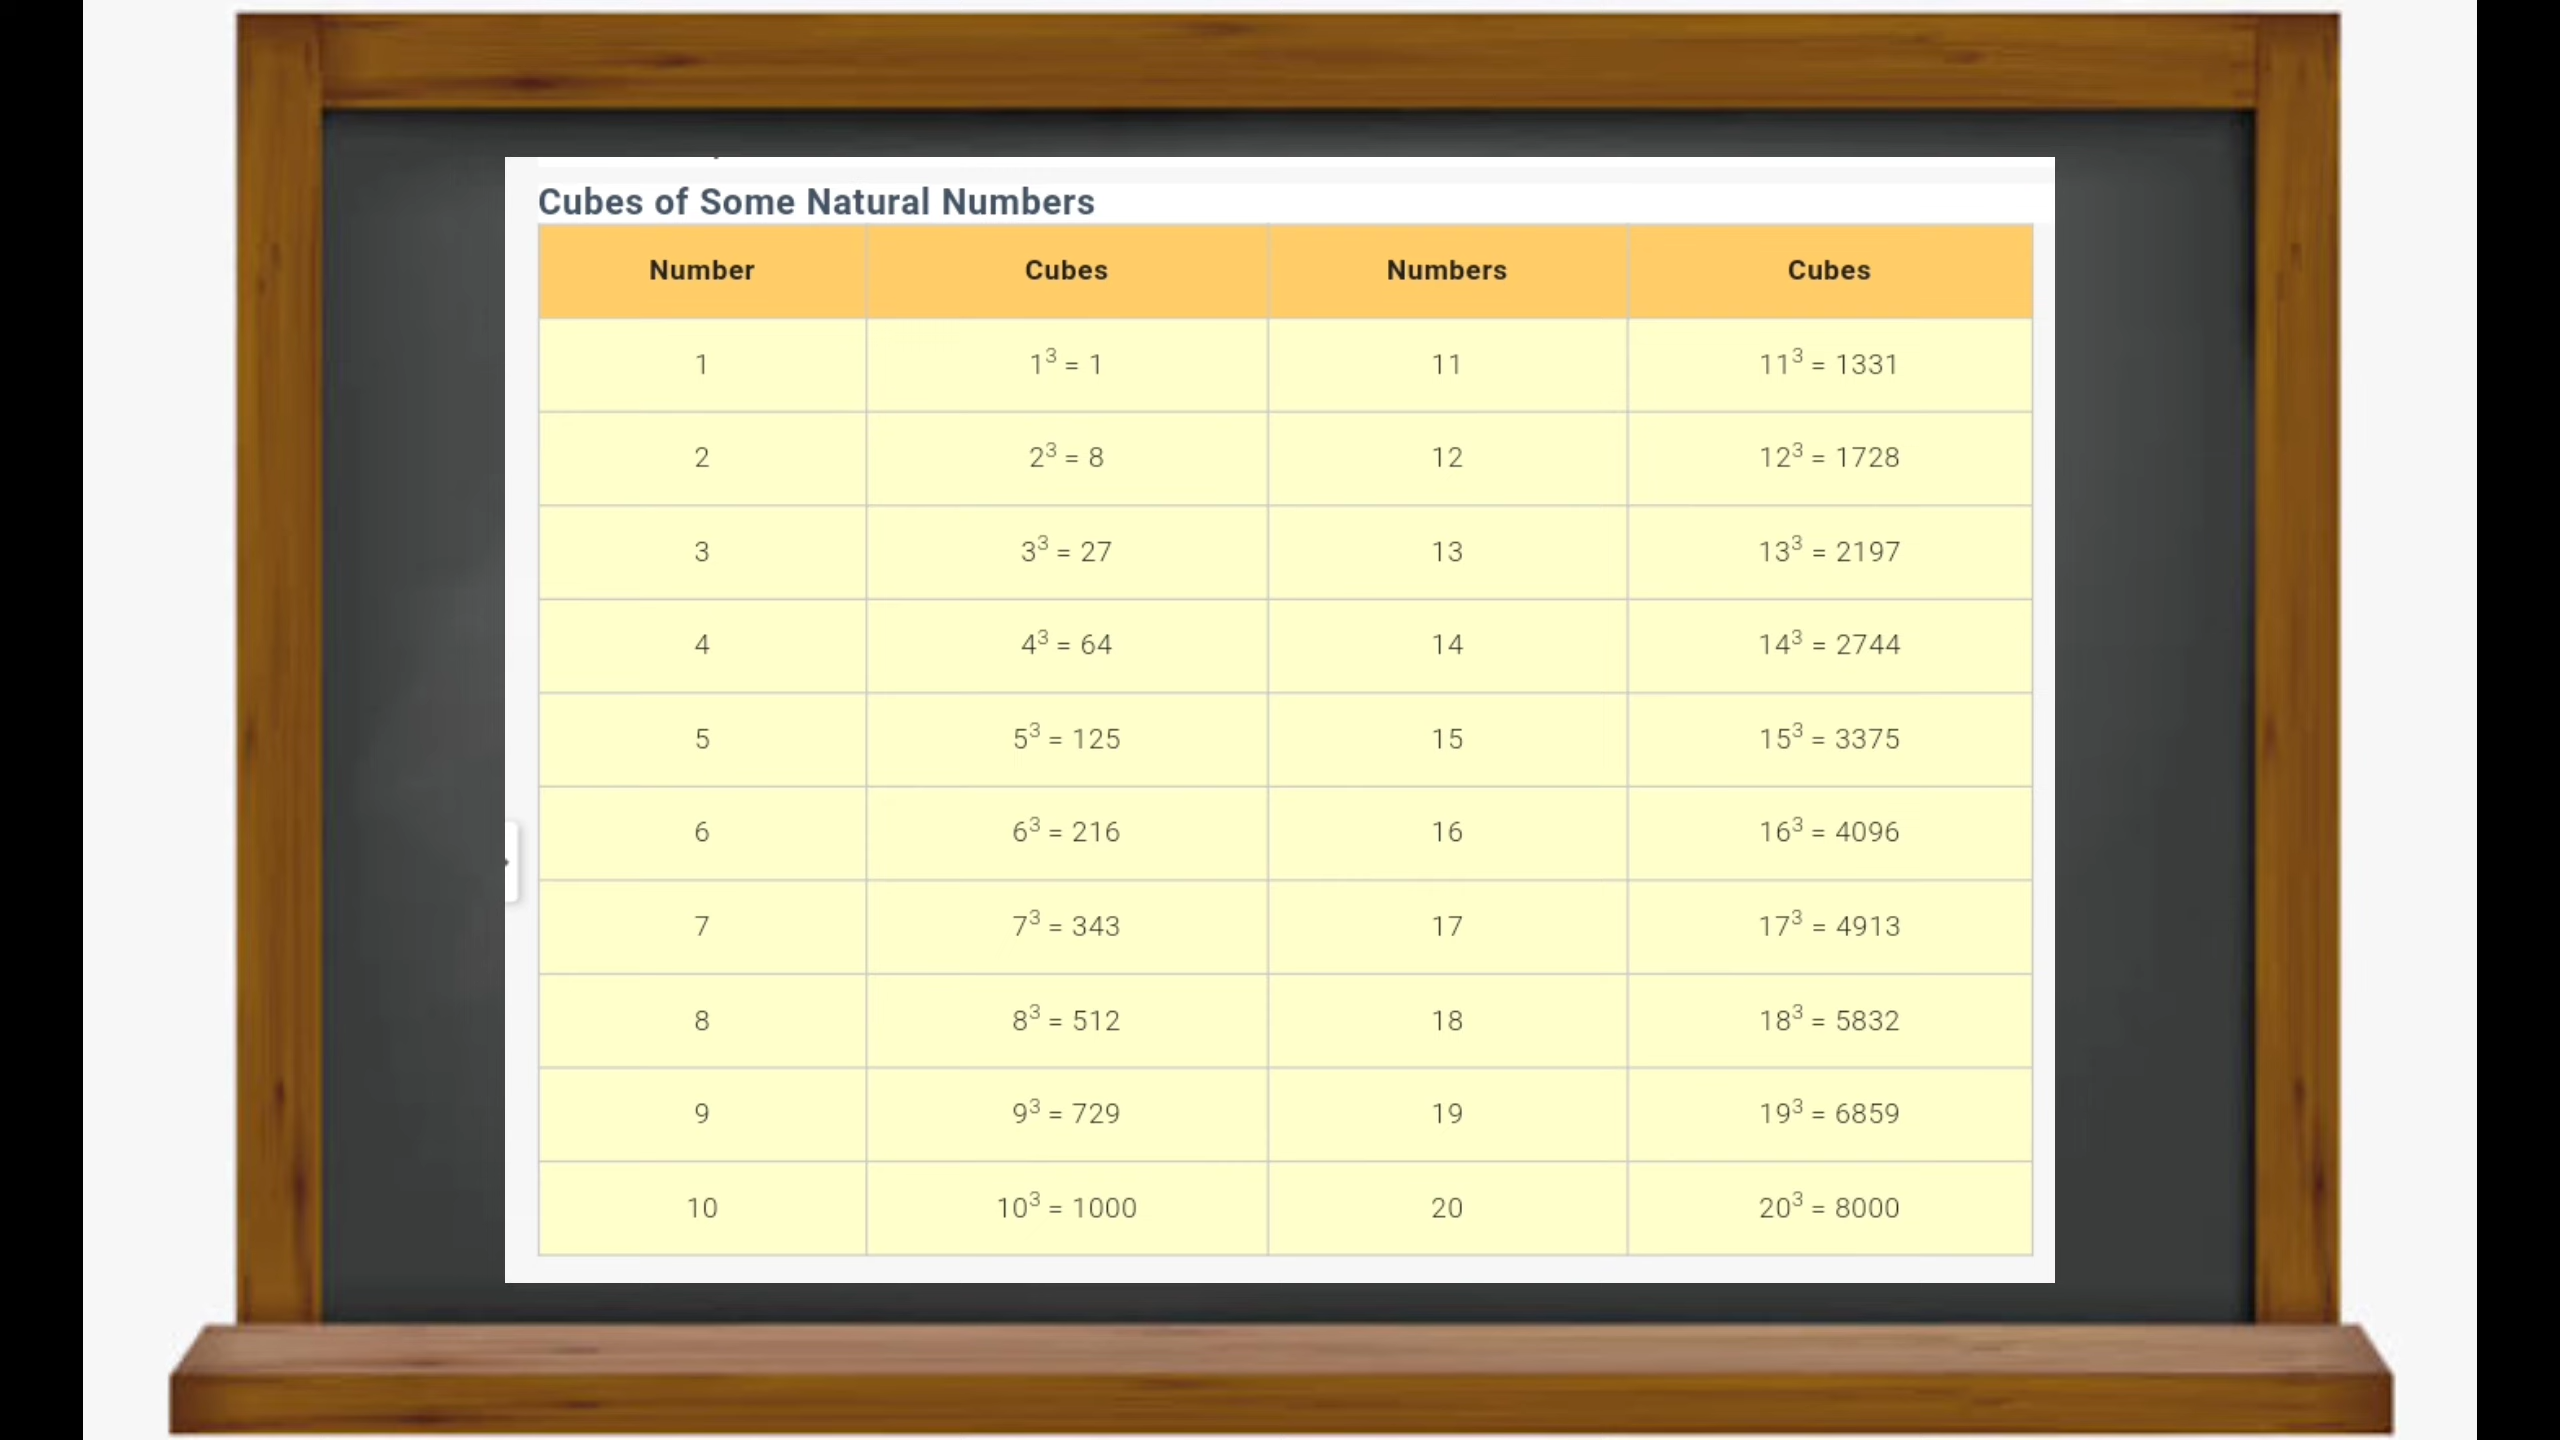 Cubes of Some Natural Numbers
Number Cubes Numbers Cubes
1 1³ = 1 11 11³ = 1331
2 2³ = 8 12 12³ = 1728
3 3³ = 27 13 13³ = 2197
4 4³ = 64 14 14³ = 2744
5 5³ = 125 15 15³ = 3375
6 6³ = 216 16 16³ = 4096
7 7³ = 343 17 17³ = 4913
8 8³ = 512 18 18³ = 5832
9 9³ = 729 19 19³ = 6859
10 10³ = 1000 20 20³ = 8000